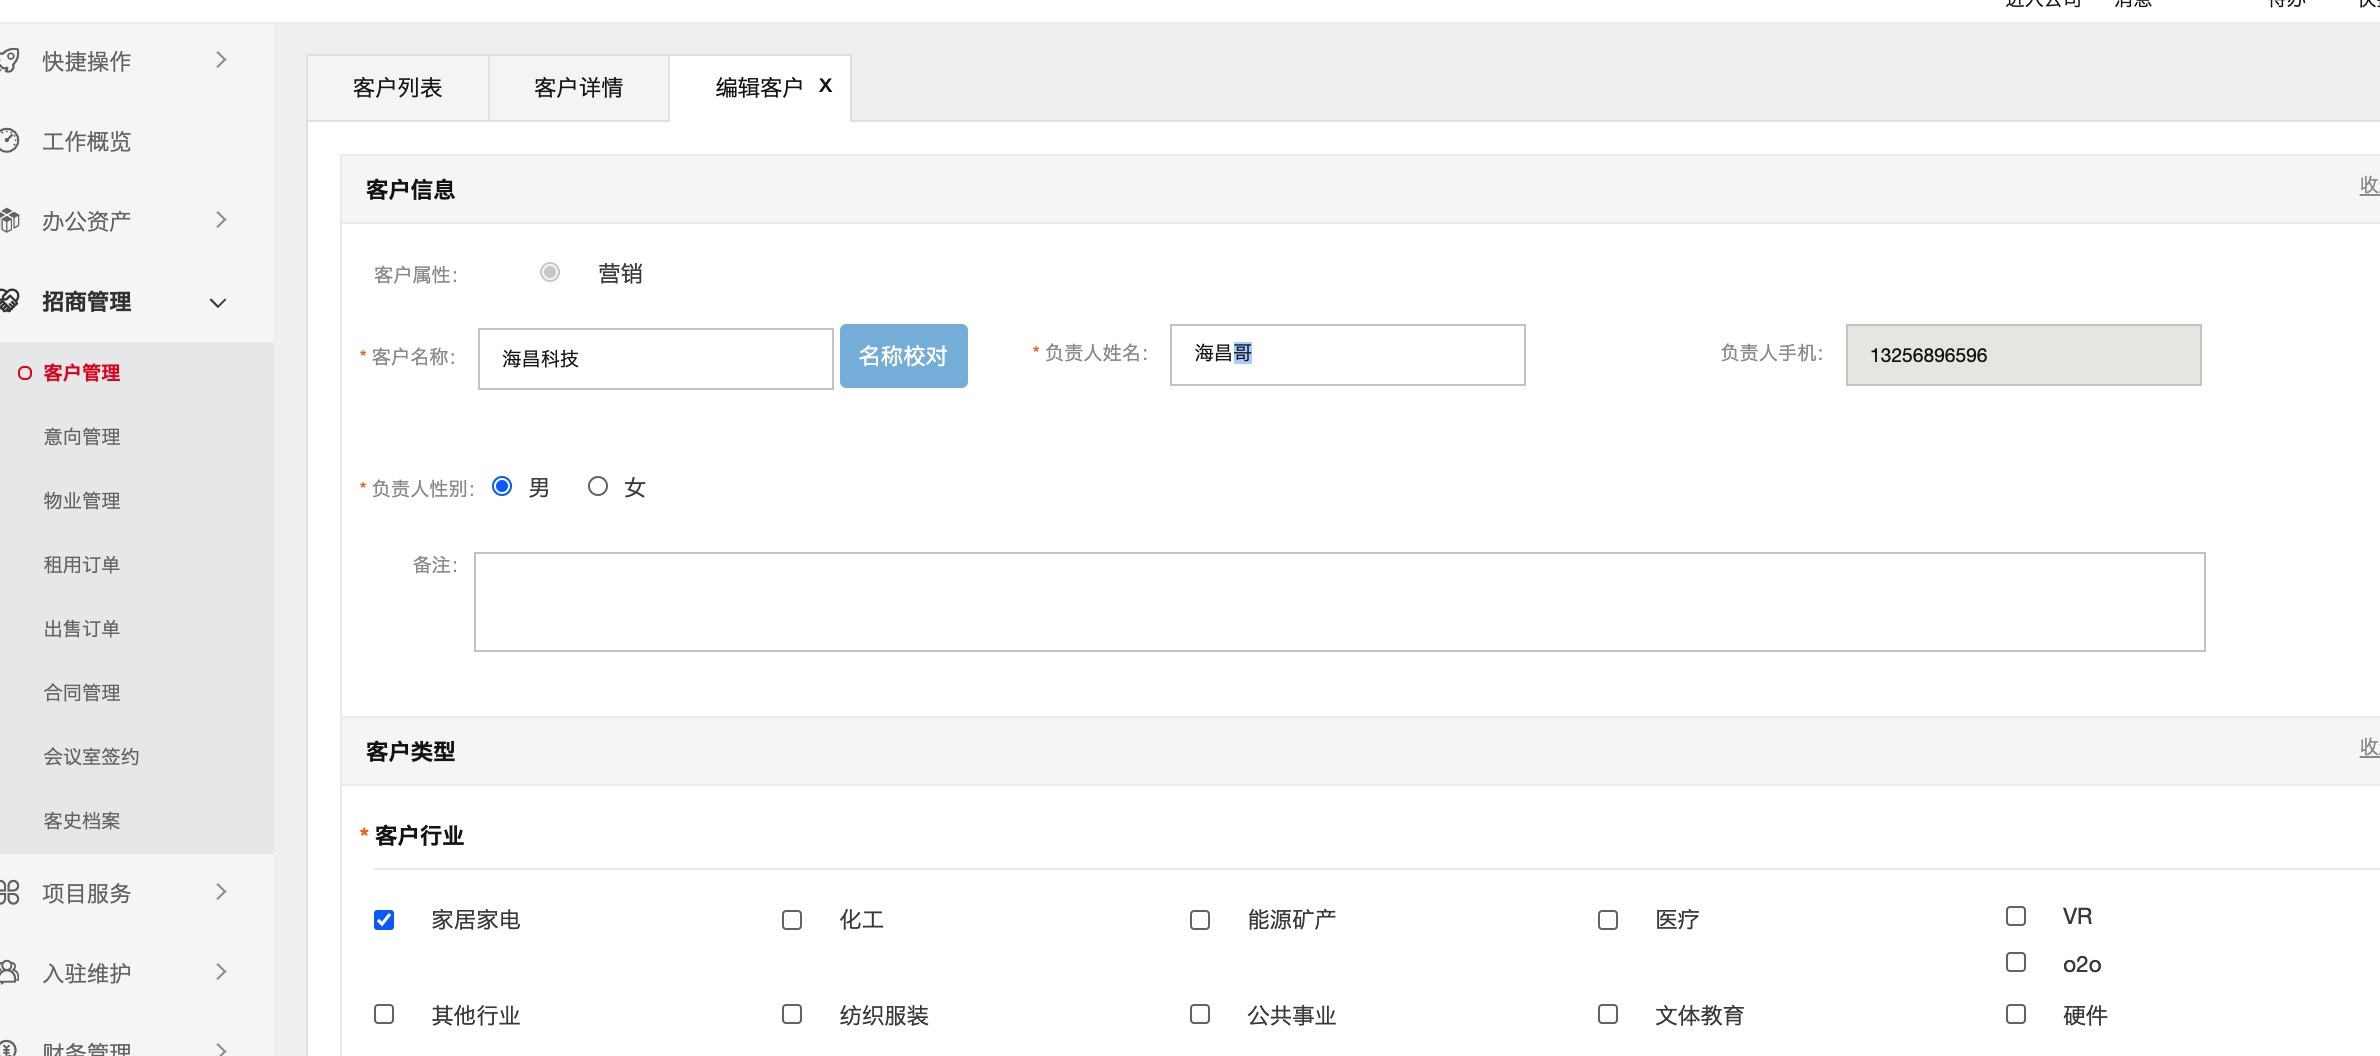 进入公司 消息 待办
快捷操作
工作概览
办公资产
招商管理
客户管理
意向管理
物业管理
租用订单
出售订单
合同管理
会议室签约
客史档案
项目服务
入驻维护
财务管理
客户列表 客户详情 编辑客户 X
客户信息 收
客户属性: 营销
* 客户名称: 海昌科技 名称校对 * 负责人姓名: 海昌哥 负责人手机: 13256896596
* 负责人性别: 男 女
备注:
客户类型 收
* 客户行业
家居家电 化工 能源矿产 医疗 VR
o2o
其他行业 纺织服装 公共事业 文体教育 硬件